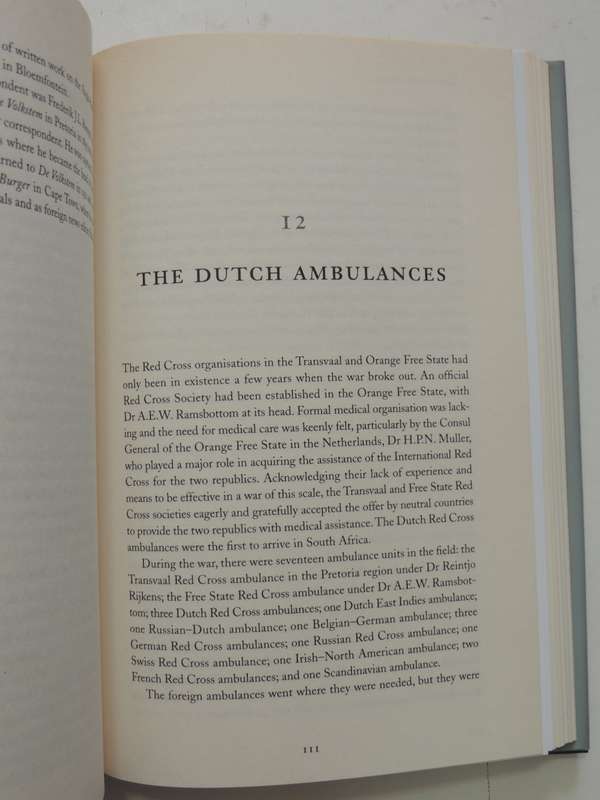 of written work on the
in Bloemfontein.
ndent was Frederik J.L.
e Volkstem in Pretoria
correspondent. He was
s where he became the
rned to De Volkstem
Burger in Cape Town,
als and as foreign news
12
THE DUTCH AMBULANCES
The Red Cross organisations in the Transvaal and Orange Free State had
only been in existence a few years when the war broke out. An official
Red Cross Society had been established in the Orange Free State, with
Dr A.E.W. Ramsbottom at its head. Formal medical organisation was lack-
ing and the need for medical care was keenly felt, particularly by the Consul
General of the Orange Free State in the Netherlands, Dr H.P.N. Muller,
who played a major role in acquiring the assistance of the International Red
Cross for the two republics. Acknowledging their lack of experience and
means to be effective in a war of this scale, the Transvaal and Free State Red
Cross societies eagerly and gratefully accepted the offer by neutral countries
to provide the two republics with medical assistance. The Dutch Red Cross
ambulances were the first to arrive in South Africa.
During the war, there were seventeen ambulance units in the field: the
Transvaal Red Cross ambulance in the Pretoria region under Dr Reintjo
Rijkens; the Free State Red Cross ambulance under Dr A.E.W. Ramsbot-
tom; three Dutch Red Cross ambulances; one Dutch East Indies ambulance;
one Russian–Dutch ambulance; one Belgian–German ambulance; three
German Red Cross ambulances; one Russian Red Cross ambulance; one
Swiss Red Cross ambulance; one Irish–North American ambulance; two
French Red Cross ambulances; and one Scandinavian ambulance.
The foreign ambulances went where they were needed, but they were
111